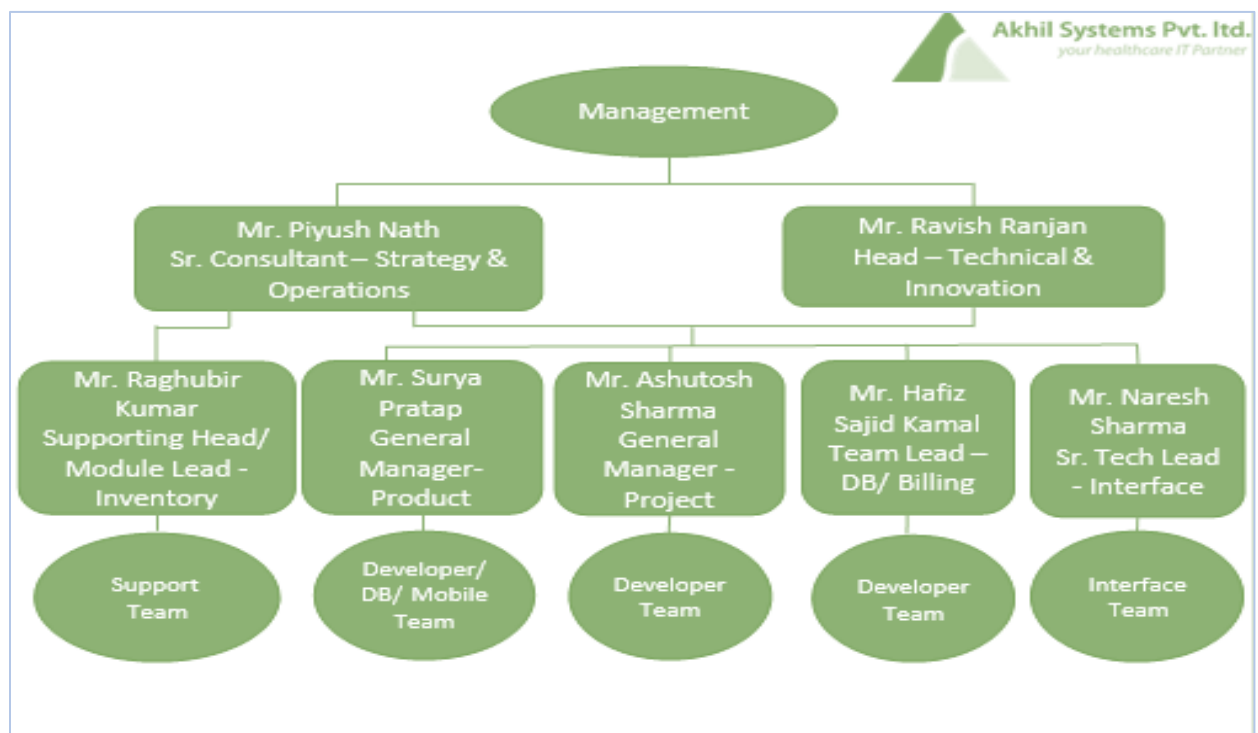 Akhil Systems Pvt. ltd.
your healthcare IT Partner
Management
Mr. Piyush Nath
Sr. Consultant – Strategy &
Operations
Mr. Ravish Ranjan
Head – Technical &
Innovation
Mr. Raghubir
Kumar
Supporting Head/
Module Lead -
Inventory
Mr. Surya
Pratap
General
Manager-
Product
Mr. Ashutosh
Sharma
General
Manager -
Project
Mr. Hafiz
Sajid Kamal
Team Lead –
DB/ Billing
Mr. Naresh
Sharma
Sr. Tech Lead
- Interface
Support
Team
Developer/
DB/ Mobile
Team
Developer
Team
Developer
Team
Interface
Team